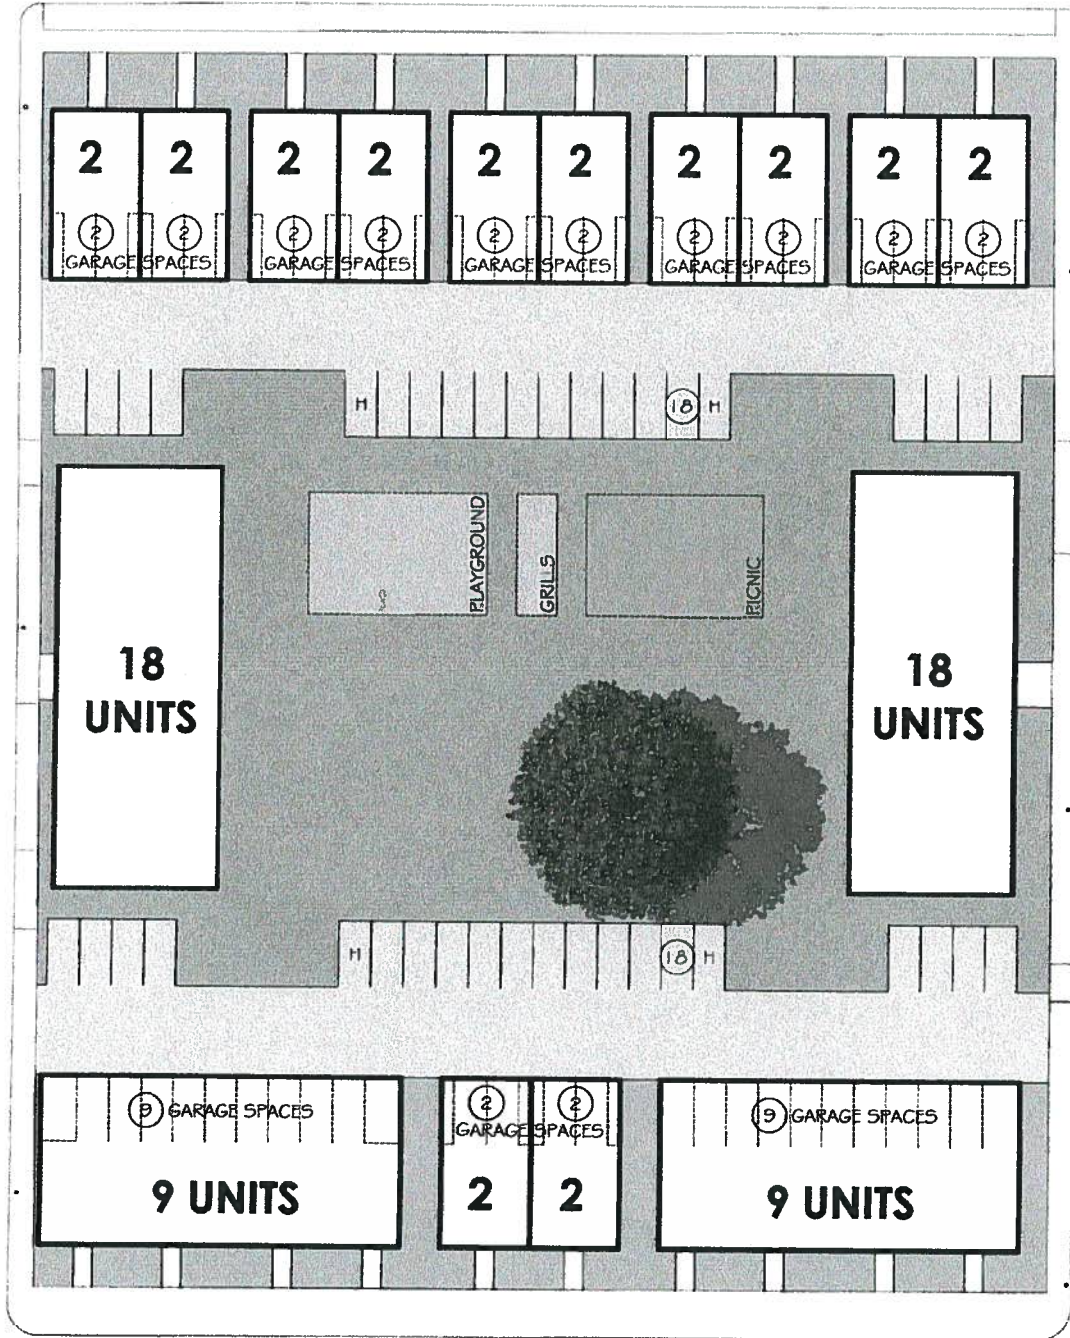 2 2 2 2 2 2 2 2 2 2
2 2 2 2 2 2 2 2 2 2
GARAGE SPACES GARAGE SPACES GARAGE SPACES GARAGE SPACES GARAGE SPACES
H 18 H
PLAYGROUND
GRILLS
PICNIC
18
UNITS
18
UNITS
H 18 H
9 GARAGE SPACES
2 2
GARAGE SPACES
9 GARAGE SPACES
9 UNITS
2 2
9 UNITS